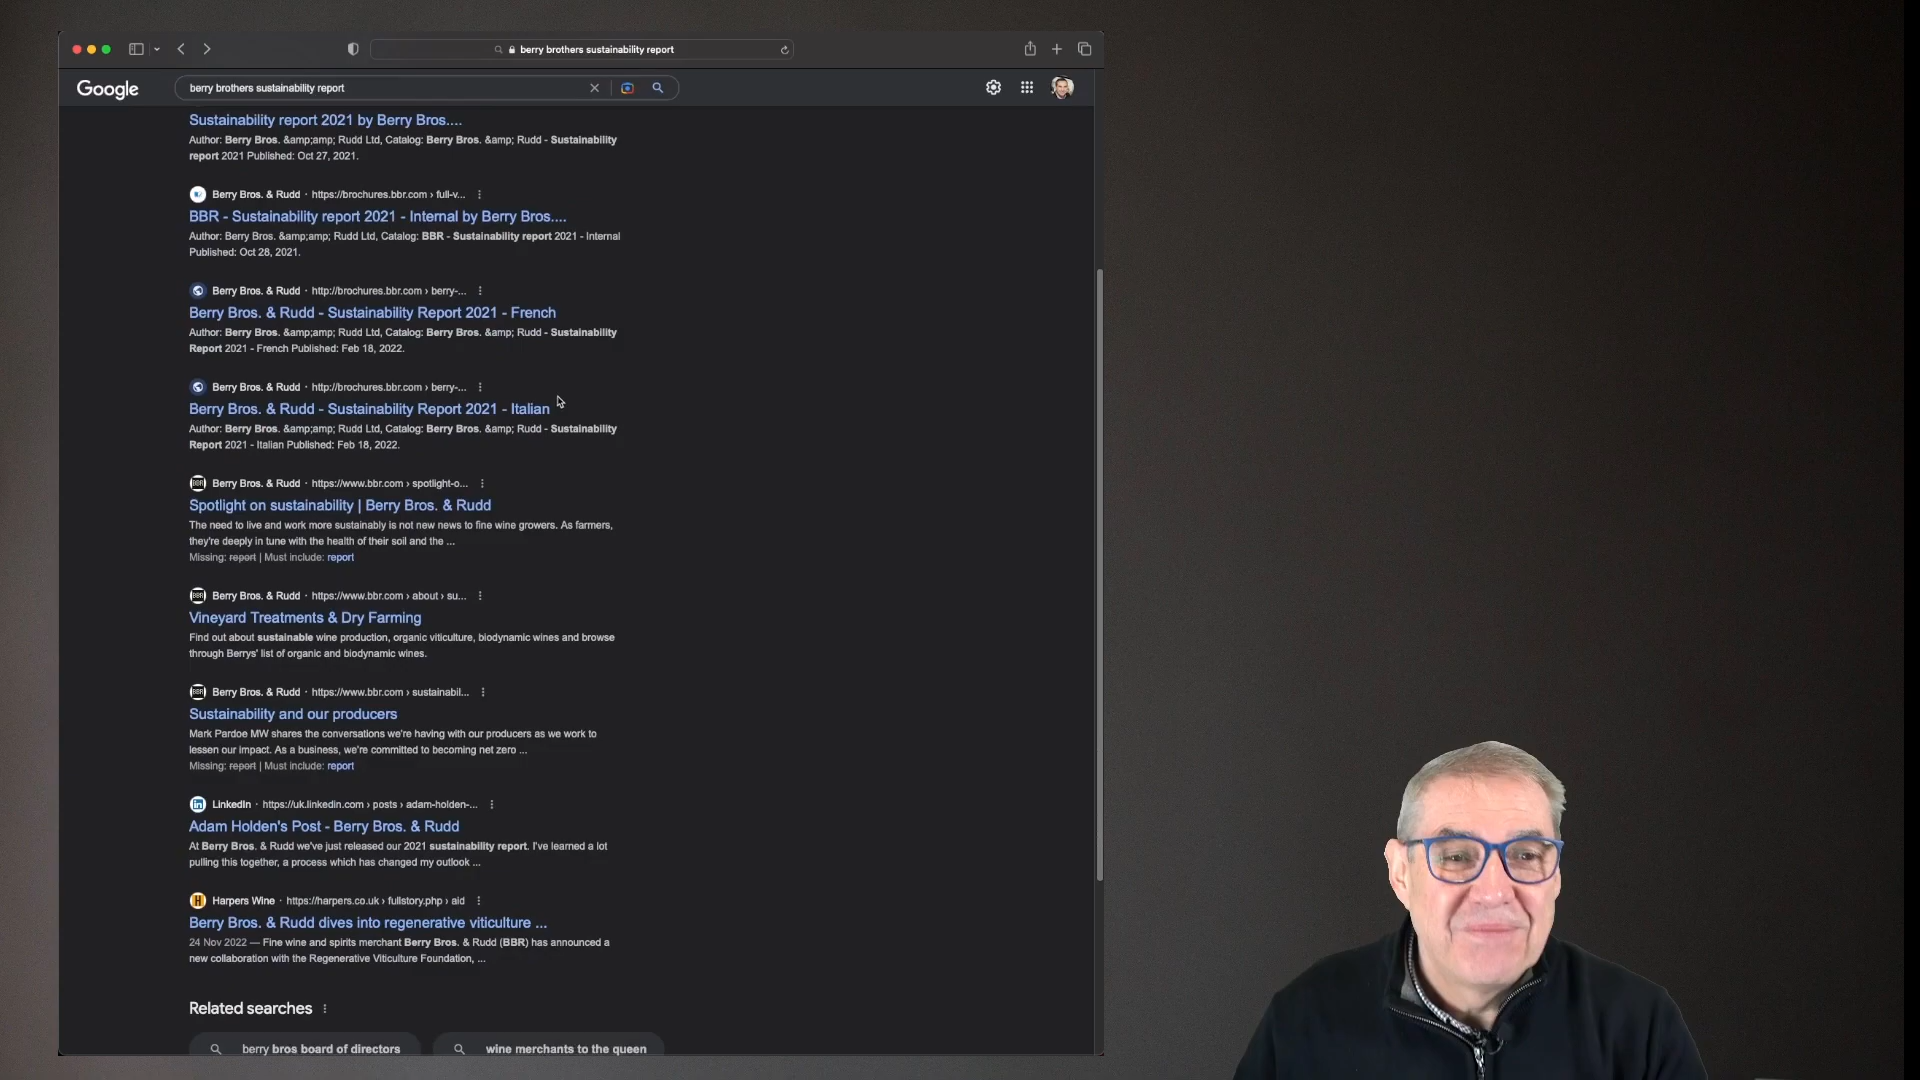 berry brothers sustainability report
Google
berry brothers sustainability report
Sustainability report 2021 by Berry Bros....
Author: Berry Bros. &amp;amp; Rudd Ltd, Catalog: Berry Bros. &amp; Rudd - Sustainability
report 2021 Published: Oct 27, 2021.
Berry Bros. & Rudd · https://brochures.bbr.com › full-v...
BBR - Sustainability report 2021 - Internal by Berry Bros....
Author: Berry Bros. &amp;amp; Rudd Ltd, Catalog: BBR - Sustainability report 2021 - Internal
Published: Oct 28, 2021.
Berry Bros. & Rudd · http://brochures.bbr.com › berry-...
Berry Bros. & Rudd - Sustainability Report 2021 - French
Author: Berry Bros. &amp;amp; Rudd Ltd, Catalog: Berry Bros. &amp; Rudd - Sustainability
Report 2021 - French Published: Feb 18, 2022.
Berry Bros. & Rudd · http://brochures.bbr.com › berry-...
Berry Bros. & Rudd - Sustainability Report 2021 - Italian
Author: Berry Bros. &amp;amp; Rudd Ltd, Catalog: Berry Bros. &amp; Rudd - Sustainability
Report 2021 - Italian Published: Feb 18, 2022.
BBR Berry Bros. & Rudd · https://www.bbr.com › spotlight-o...
Spotlight on sustainability | Berry Bros. & Rudd
The need to live and work more sustainably is not new news to fine wine growers. As farmers,
they're deeply in tune with the health of their soil and the ...
Missing: report | Must include: report
BBR Berry Bros. & Rudd · https://www.bbr.com › about › su...
Vineyard Treatments & Dry Farming
Find out about sustainable wine production, organic viticulture, biodynamic wines and browse
through Berrys' list of organic and biodynamic wines.
BBR Berry Bros. & Rudd · https://www.bbr.com › sustainabil...
Sustainability and our producers
Mark Pardoe MW shares the conversations we're having with our producers as we work to
lessen our impact. As a business, we're committed to becoming net zero ...
Missing: report | Must include: report
in LinkedIn · https://uk.linkedin.com › posts › adam-holden-...
Adam Holden's Post - Berry Bros. & Rudd
At Berry Bros. & Rudd we've just released our 2021 sustainability report. I've learned a lot
pulling this together, a process which has changed my outlook ...
H Harpers Wine · https://harpers.co.uk › fullstory.php › aid
Berry Bros. & Rudd dives into regenerative viticulture ...
24 Nov 2022 — Fine wine and spirits merchant Berry Bros. & Rudd (BBR) has announced a
new collaboration with the Regenerative Viticulture Foundation, ...
Related searches
berry bros board of directors
wine merchants to the queen